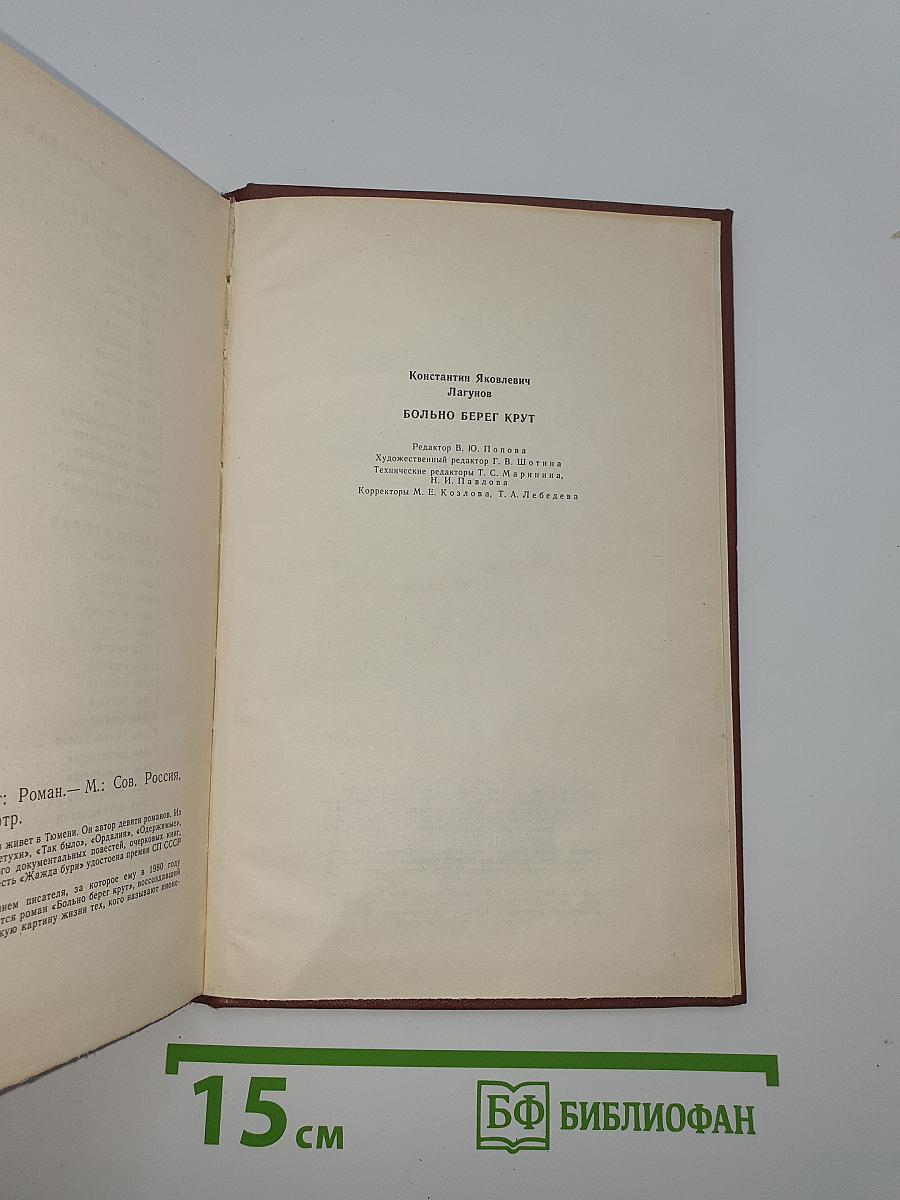 т: Роман.— М.: Сов. Россия,
отр.
в живет в Тюмени. Он автор девяти романов. Из
етухи», «Так было», «Ордалия», «Одержимые»,
ого документальных повестей, очерковых книг.
есть «Жажда бури» удостоена премии СП СССР
нием писателя, за которое ему в 1980 году
тся роман «Больно берег крут», воссоздавший
кую картину жизни тех, кого называют пионе-
Константин Яковлевич
Лагунов
БОЛЬНО БЕРЕГ КРУТ
Редактор В. Ю. Попова
Художественный редактор Г. В. Шотина
Технические редакторы Т. С. Маринина,
Н. И. Павлова
Корректоры М. Е. Козлова, Т. А. Лебедева
15 см
БФ БИБЛИОФАН